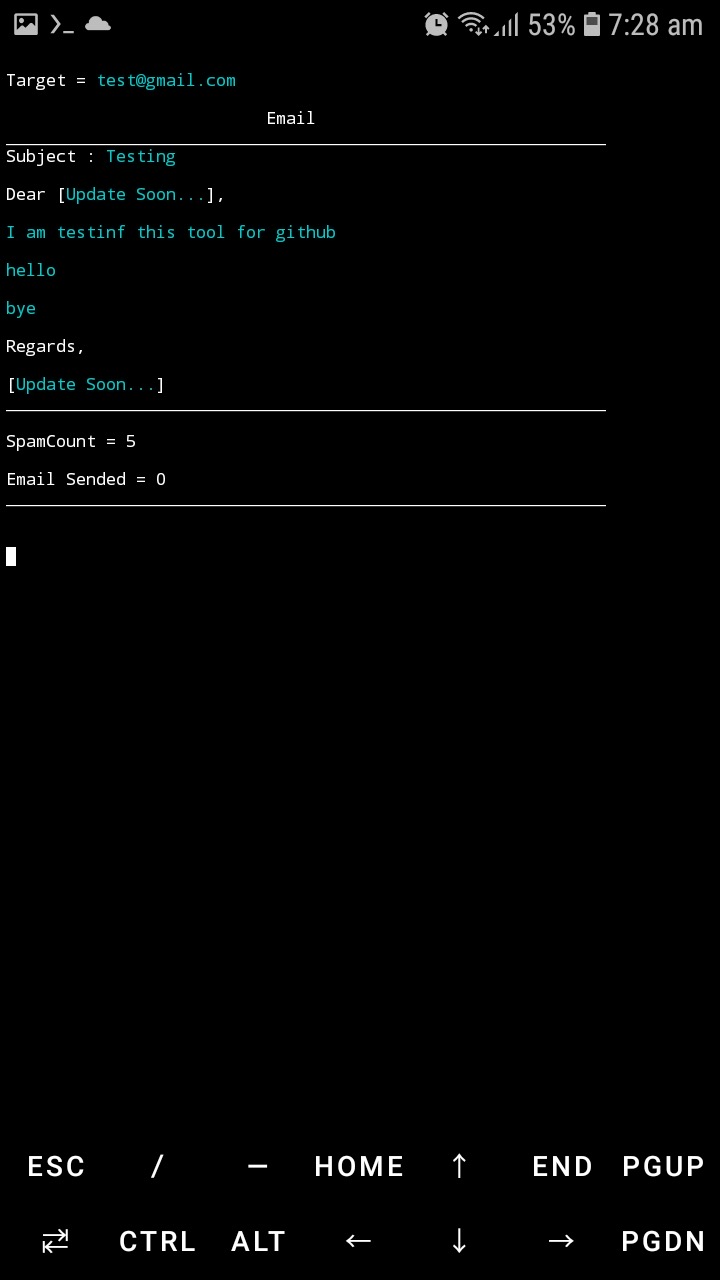 53% 7:28 am
Target = test@gmail.com
Email
Subject : Testing
Dear [Update Soon...],
I am testinf this tool for github
hello
bye
Regards,
[Update Soon...]
SpamCount = 5
Email Sended = 0
ESC / — HOME ↑ END PGUP
CTRL ALT ← ↓ → PGDN